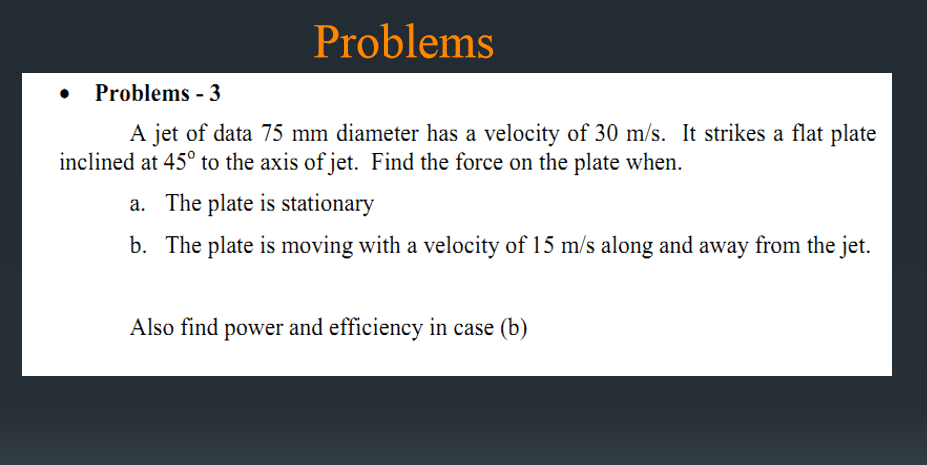 Problems
• Problems - 3
A jet of data 75 mm diameter has a velocity of 30 m/s. It strikes a flat plate
inclined at 45° to the axis of jet. Find the force on the plate when.
a. The plate is stationary
b. The plate is moving with a velocity of 15 m/s along and away from the jet.
Also find power and efficiency in case (b)